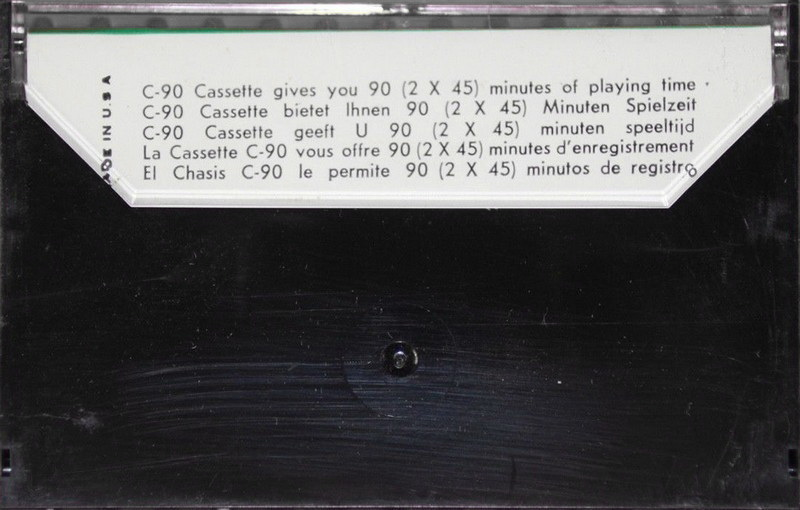 C-90 Cassette gives you 90 (2 X 45) minutes of playing time
C-90 Cassette bietet Ihnen 90 (2 X 45) Minuten Spielzeit
C-90 Cassette geeft U 90 (2 X 45) minuten speeltijd
La Cassette C-90 vous offre 90 (2 X 45) minutes d'enregistrement
El Chasis C-90 le permite 90 (2 X 45) minutos de registro
MADE IN U.S.A